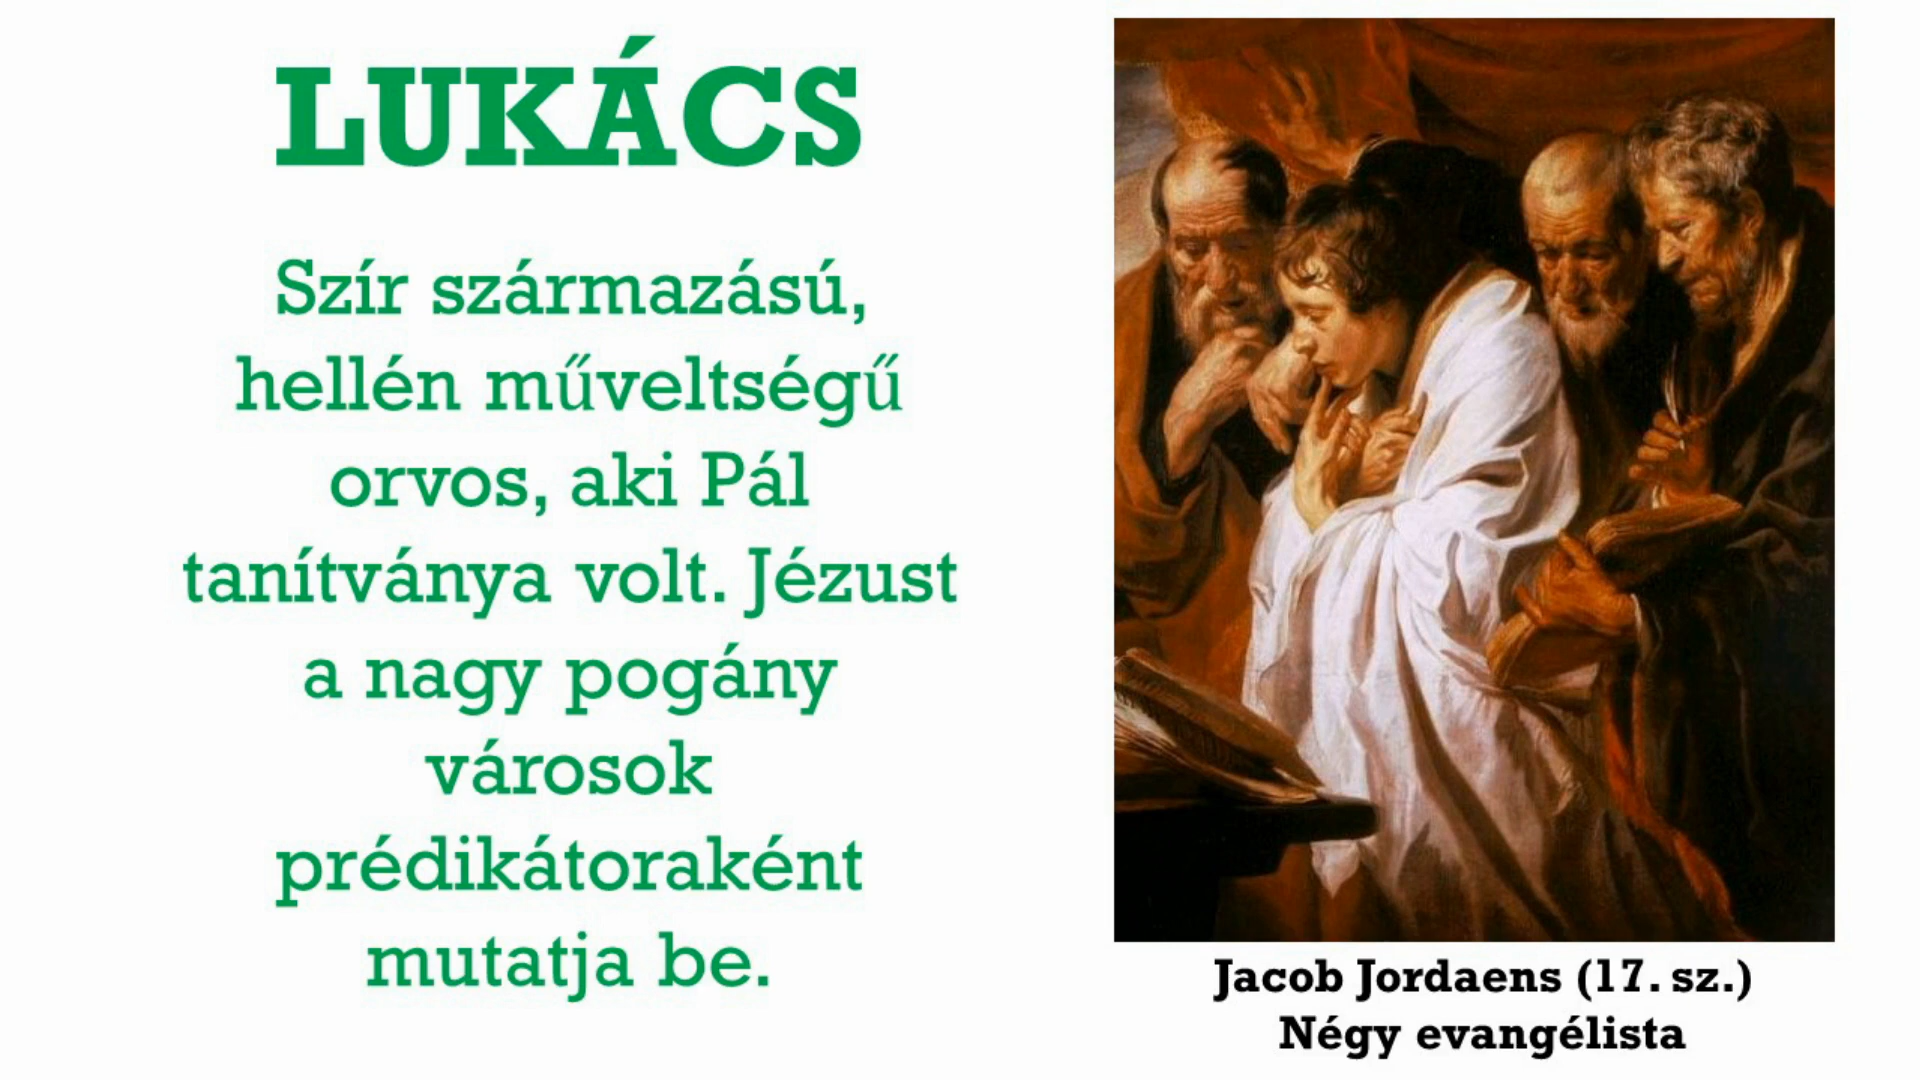 LUKÁCS
Szír származású,
hellén műveltségű
orvos, aki Pál
tanítványa volt. Jézust
a nagy pogány
városok
prédikátoraként
mutatja be.
Jacob Jordaens (17. sz.)
Négy evangélista